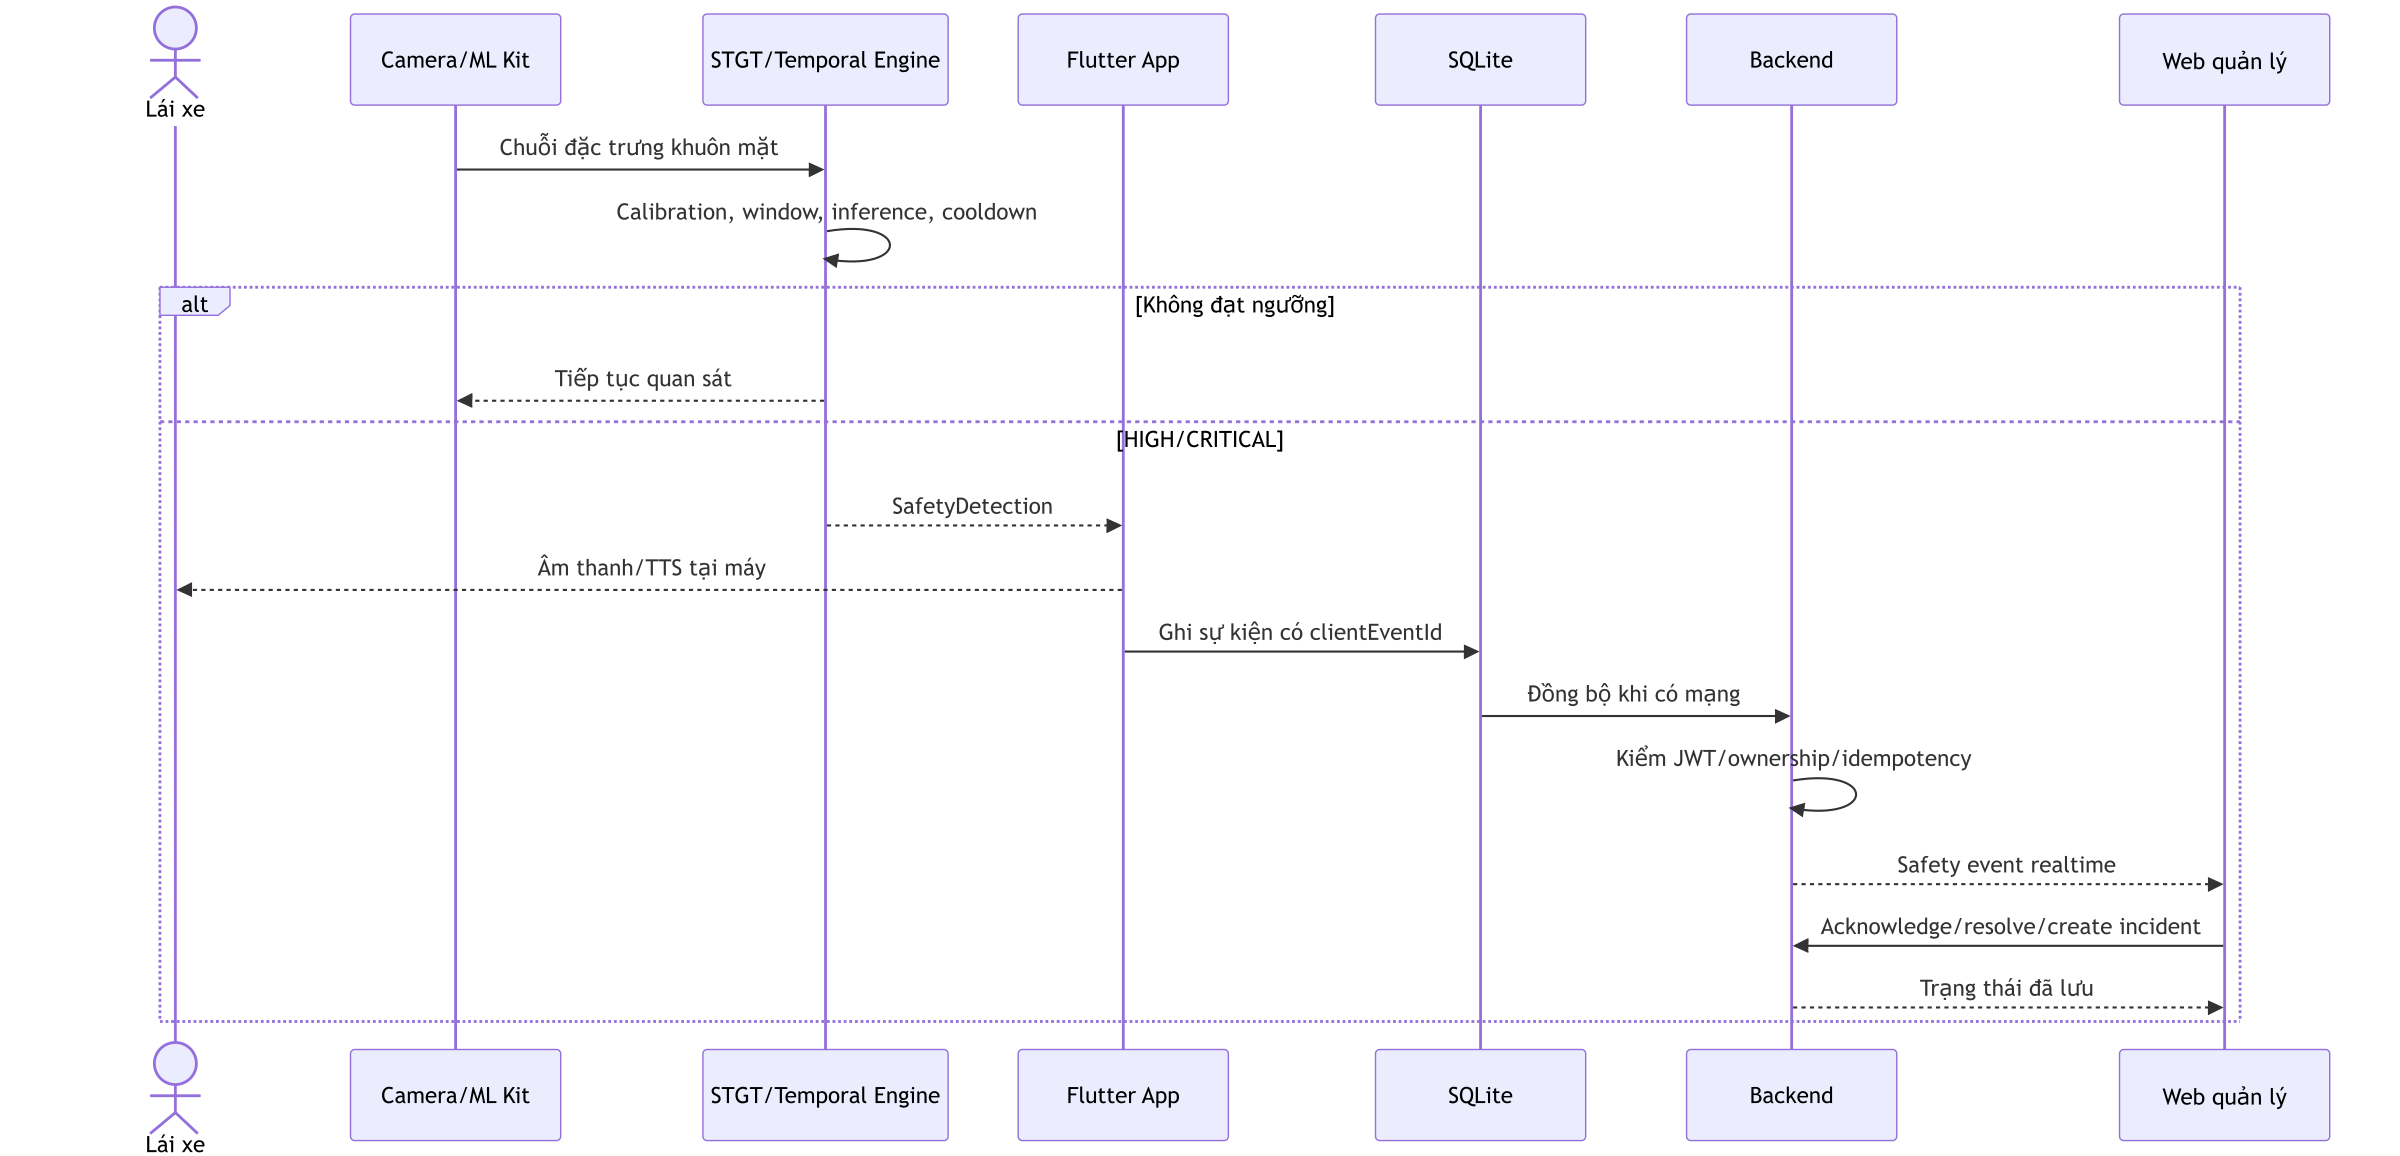 Lái xe
Camera/ML Kit
STGT/Temporal Engine
Flutter App
SQLite
Backend
Web quản lý
Chuỗi đặc trưng khuôn mặt
Calibration, window, inference, cooldown
alt
[Không đạt ngưỡng]
Tiếp tục quan sát
[HIGH/CRITICAL]
SafetyDetection
Âm thanh/TTS tại máy
Ghi sự kiện có clientEventId
Đồng bộ khi có mạng
Kiểm JWT/ownership/idempotency
Safety event realtime
Acknowledge/resolve/create incident
Trạng thái đã lưu
Lái xe
Camera/ML Kit
STGT/Temporal Engine
Flutter App
SQLite
Backend
Web quản lý